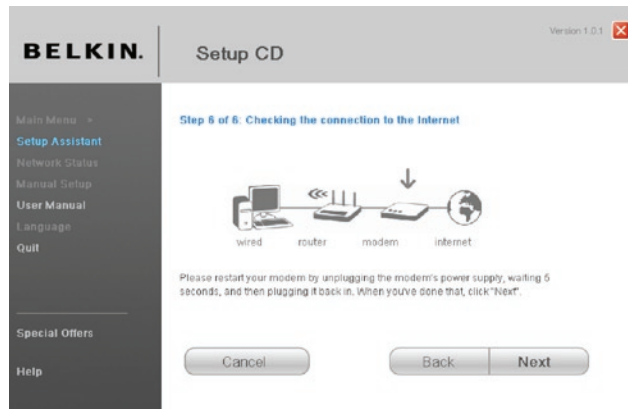 Version 1.0.1
BELKIN.
Setup CD
Main Menu
Setup Assistant
Network Status
Manual Setup
User Manual
Language
Quit
Special Offers
Help
Step 6 of 6: Checking the connection to the Internet
wired router modem internet
Please restart your modem by unplugging the modem's power supply, waiting 5
seconds, and then plugging it back in. When you've done that, click "Next".
Cancel
Back
Next